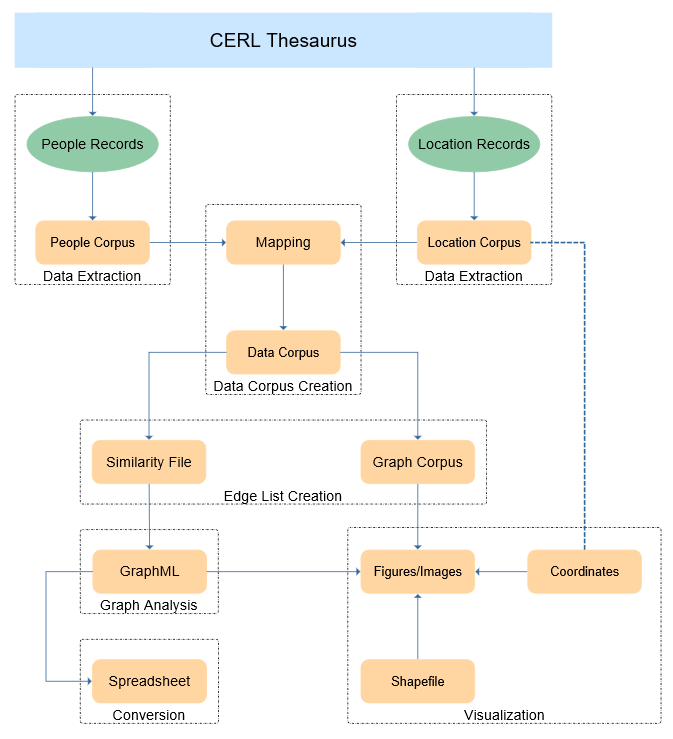 CERL Thesaurus
People Records
Location Records
People Corpus
Mapping
Location Corpus
Data Extraction
Data Extraction
Data Corpus
Data Corpus Creation
Similarity File
Graph Corpus
Edge List Creation
GraphML
Figures/Images
Coordinates
Graph Analysis
Spreadsheet
Shapefile
Conversion
Visualization